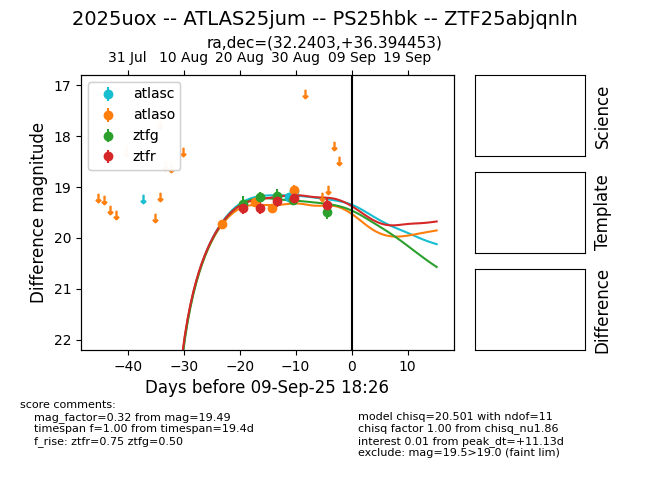 2025uox -- ATLAS25jum -- PS25hbk -- ZTF25abjqnln
ra,dec=(32.2403,+36.394453)
31 Jul 10 Aug 20 Aug 30 Aug 09 Sep 19 Sep
17
18
19
20
21
22
Difference magnitude
atlasc
atlaso
ztfg
ztfr
−40 −30 −20 −10 0 10
Days before 09-Sep-25 18:26
Science
Template
Difference
score comments:
mag_factor=0.32 from mag=19.49
timespan f=1.00 from timespan=19.4d
f_rise: ztfr=0.75 ztfg=0.50
model chisq=20.501 with ndof=11
chisq factor 1.00 from chisq_nu1.86
interest 0.01 from peak_dt=+11.13d
exclude: mag=19.5>19.0 (faint lim)